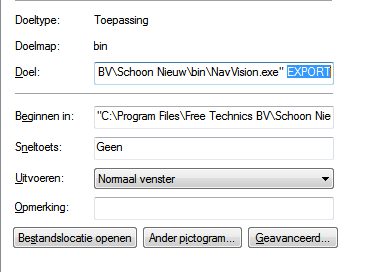 Doeltype: Toepassing
Doelmap: bin
Doel: BV\Schoon Nieuw\bin\NavVision.exe" EXPORT
Beginnen in: "C:\Program Files\Free Technics BV\Schoon Nie
Sneltoets: Geen
Uitvoeren: Normaal venster
Opmerking:
Bestandslocatie openen Ander pictogram... Geavanceerd...